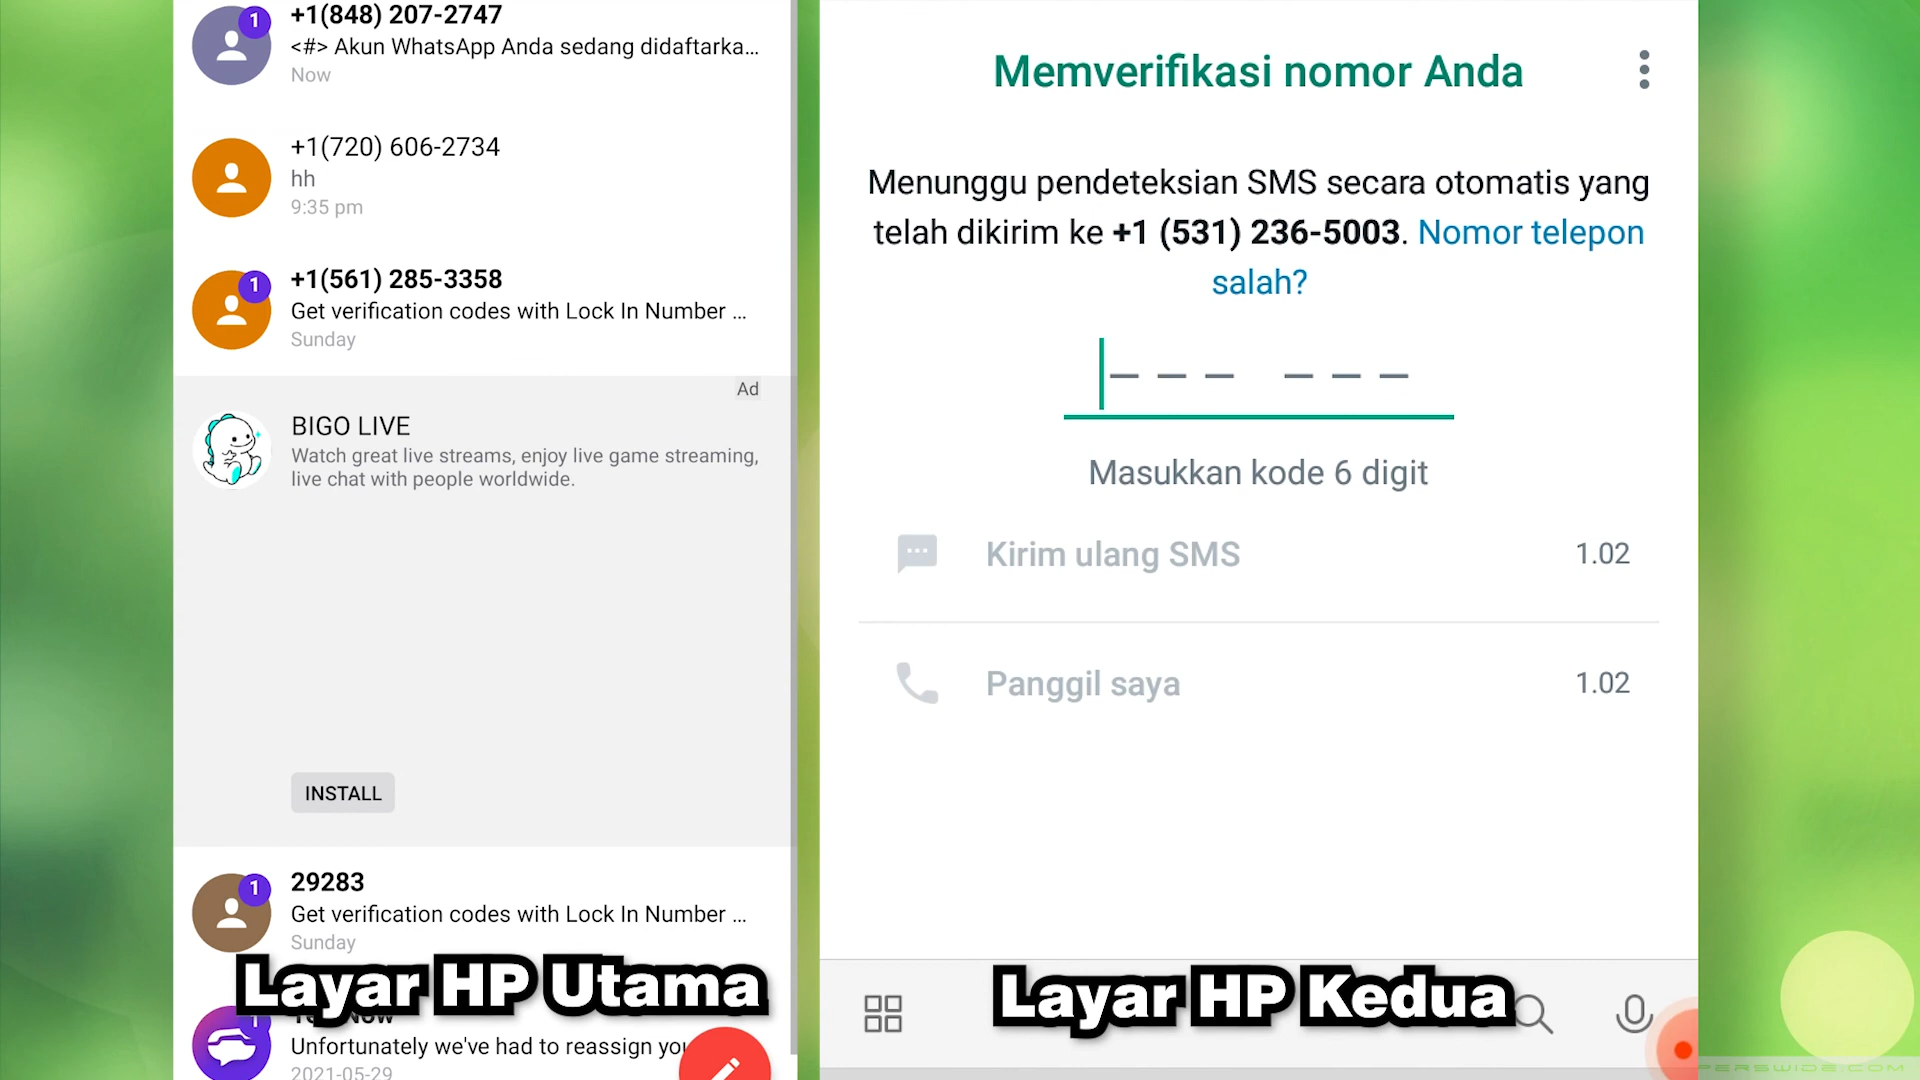 +1(848) 207-2747
<#> Akun WhatsApp Anda sedang didaftarka...
Now
1
+1(720) 606-2734
hh
9:35 pm
+1(561) 285-3358
Get verification codes with Lock In Number ...
Sunday
1
Ad
BIGO LIVE
Watch great live streams, enjoy live game streaming,
live chat with people worldwide.
INSTALL
29283
Get verification codes with Lock In Number ...
Sunday
1
Layar HP Utama
Unfortunately we've had to reassign
2021-05-29
Memverifikasi nomor Anda
Menunggu pendeteksian SMS secara otomatis yang
telah dikirim ke +1 (531) 236-5003. Nomor telepon
salah?
Masukkan kode 6 digit
Kirim ulang SMS 1.02
Panggil saya 1.02
Layar HP Kedua